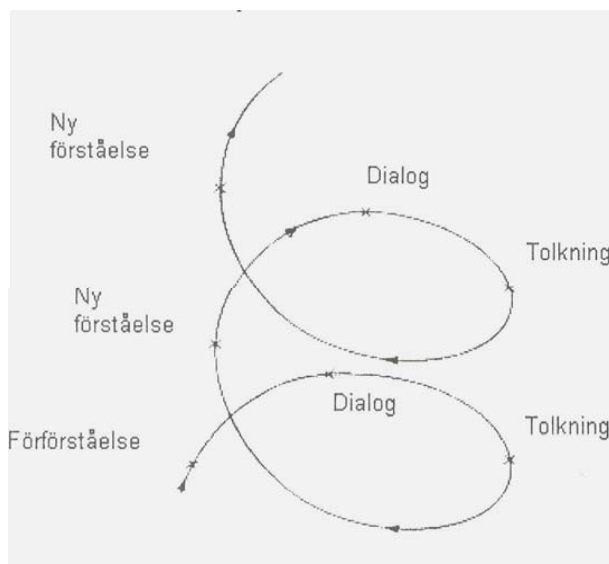 Ny
förståelse
Dialog
Tolkning
Ny
förståelse
Dialog
Tolkning
Förförståelse